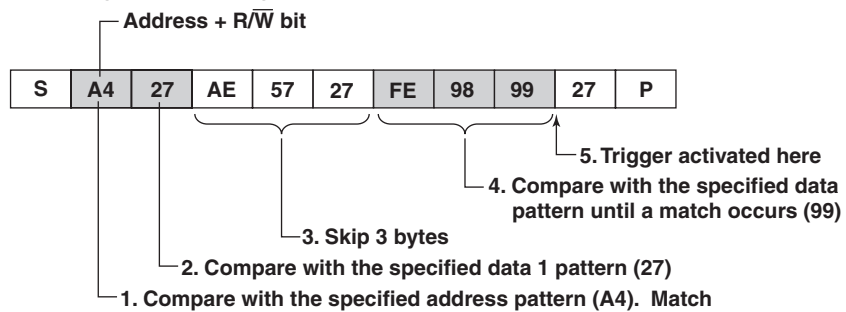 Address + R/W̅ bit
S A4 27 AE 57 27 FE 98 99 27 P
5. Trigger activated here
4. Compare with the specified data
pattern until a match occurs (99)
3. Skip 3 bytes
2. Compare with the specified data 1 pattern (27)
1. Compare with the specified address pattern (A4). Match